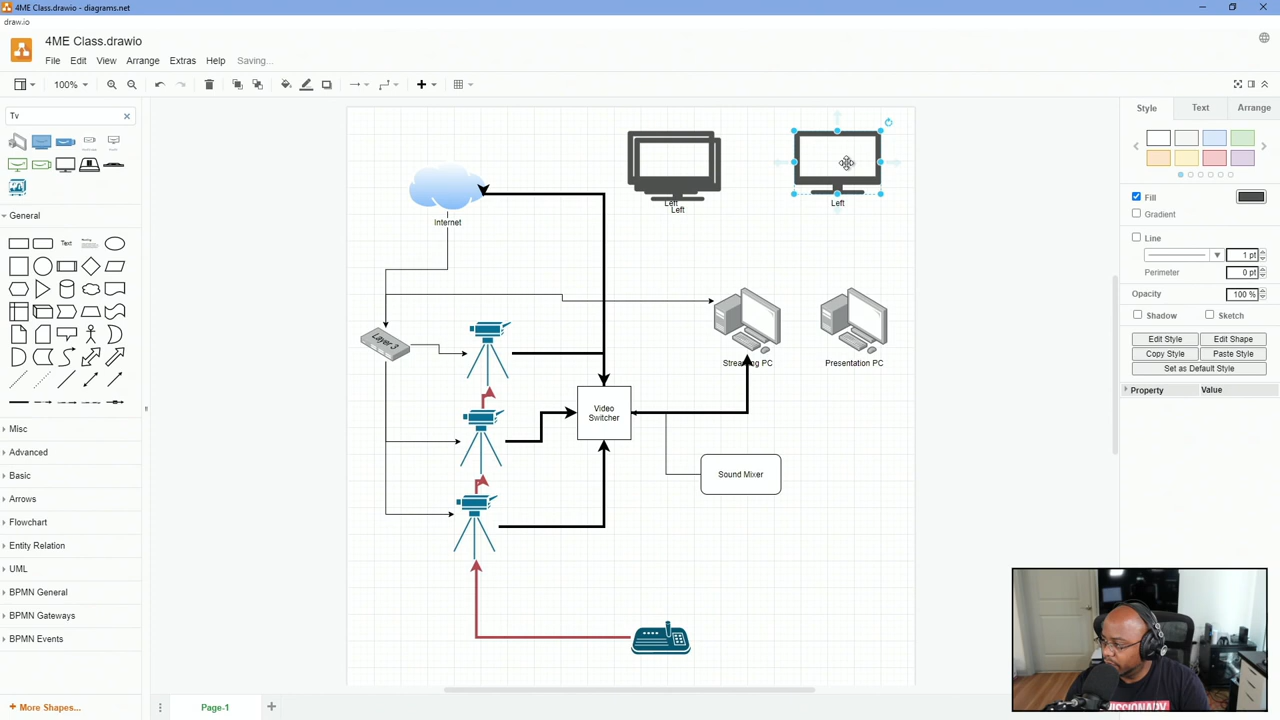 4ME Class.drawio - diagrams.net
draw.io
4ME Class.drawio
File Edit View Arrange Extras Help Saving...
100%
Tv
General
Text
Misc
Advanced
Basic
Arrows
Flowchart
Entity Relation
UML
BPMN General
BPMN Gateways
BPMN Events
+ More Shapes...
Page-1
Internet
Layer 3
Left
Left
Left
Streaming PC
Presentation PC
Video
Switcher
Sound Mixer
Style Text Arrange
Fill
Gradient
Line
1 pt
Perimeter 0 pt
Opacity 100 %
Shadow Sketch
Edit Style Edit Shape
Copy Style Paste Style
Set as Default Style
Property Value
MISSIONARY